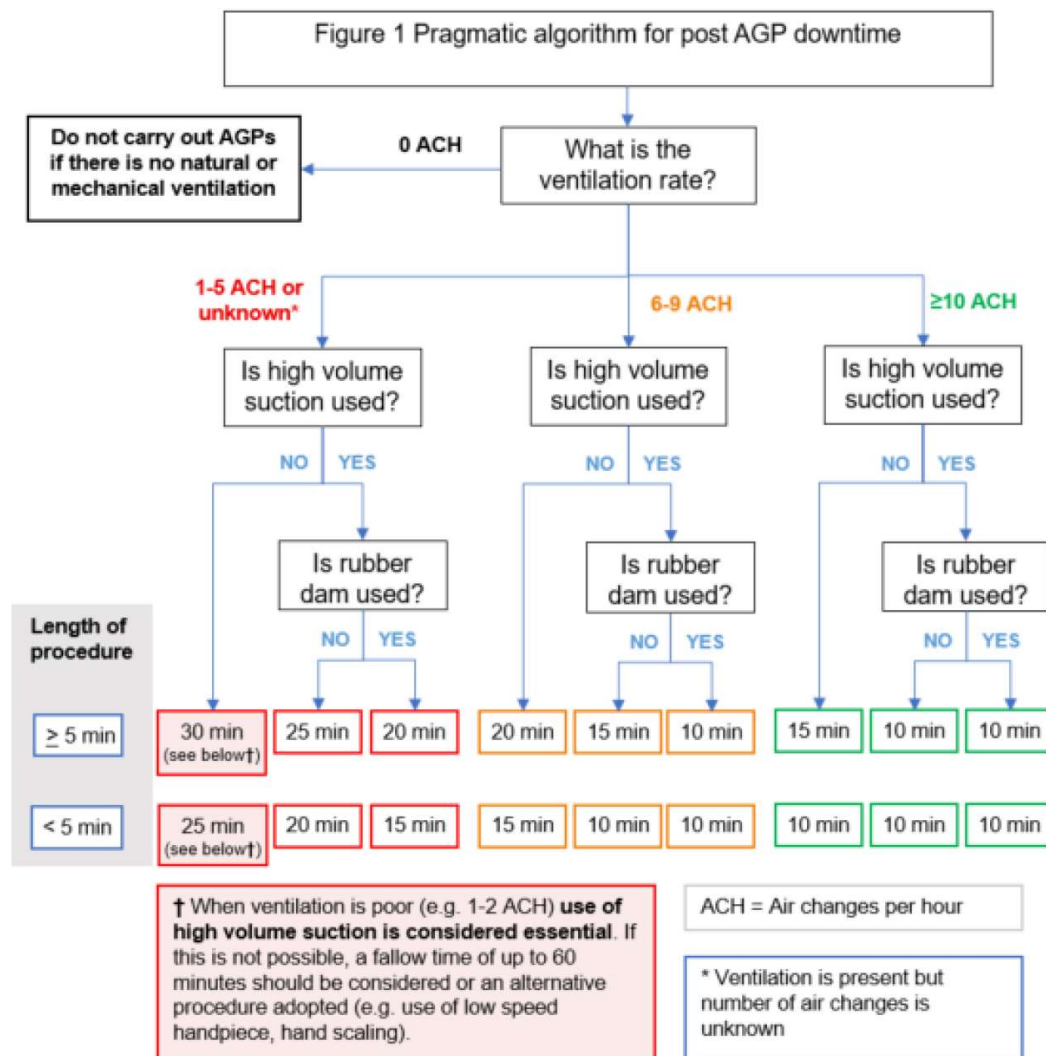 Figure 1 Pragmatic algorithm for post AGP downtime
Do not carry out AGPs
if there is no natural or
mechanical ventilation
0 ACH
What is the
ventilation rate?
1-5 ACH or
unknown*
6-9 ACH
≥10 ACH
Is high volume
suction used?
Is high volume
suction used?
Is high volume
suction used?
NO YES
NO YES
NO YES
Is rubber
dam used?
Is rubber
dam used?
Is rubber
dam used?
NO YES
NO YES
NO YES
Length of
procedure
≥ 5 min
30 min
(see below†)
25 min
20 min
20 min
15 min
10 min
15 min
10 min
10 min
< 5 min
25 min
(see below†)
20 min
15 min
15 min
10 min
10 min
10 min
10 min
10 min
† When ventilation is poor (e.g. 1-2 ACH) use of
high volume suction is considered essential. If
this is not possible, a fallow time of up to 60
minutes should be considered or an alternative
procedure adopted (e.g. use of low speed
handpiece, hand scaling).
ACH = Air changes per hour
* Ventilation is present but
number of air changes is
unknown